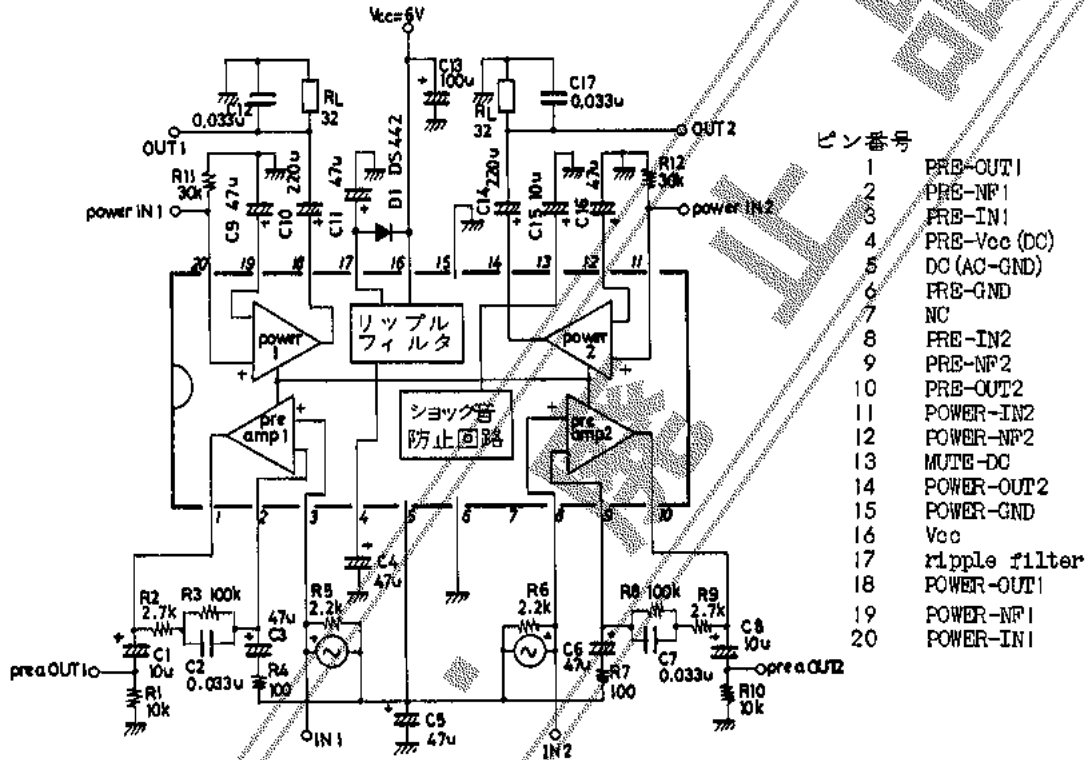 Vcc=6V
C13
100u
C12
0.033u
RL
32
RL
32
C17
0.033u
OUT1
OUT2
R11
30k
47u
C9
220u
C10
47u
C11
D1 DS442
C14
220u
C15
10u
C16
47u
R12
30k
power IN1
power IN2
20 19 18 17 16 15 14 13 12 11
power
1
リップル
フィルタ
power
2
pre
amp1
ショック音
防止回路
pre
amp2
1 2 3 4 5 6 7 8 9 10
R2
2.7k
R3 100k
C2
0.033u
47u
C3
R4
100
C1
10u
R1
10k
prea OUT1
R5
2.2k
C4
47u
IN1
C5
47u
R6
2.2k
IN2
C6
47u
R7
100
R8 100k
C7
0.033u
R9
2.7k
C8
10u
R10
10k
prea OUT2
ピン番号
1 PRE-OUT1
2 PRE-NF1
3 PRE-IN1
4 PRE-Vcc(DC)
5 DC(AC-GND)
6 PRE-GND
7 NC
8 PRE-IN2
9 PRE-NF2
10 PRE-OUT2
11 POWER-IN2
12 POWER-NF2
13 MUTE-DC
14 POWER-OUT2
15 POWER-GND
16 Vcc
17 ripple filter
18 POWER-OUT1
19 POWER-NF1
20 POWER-IN1